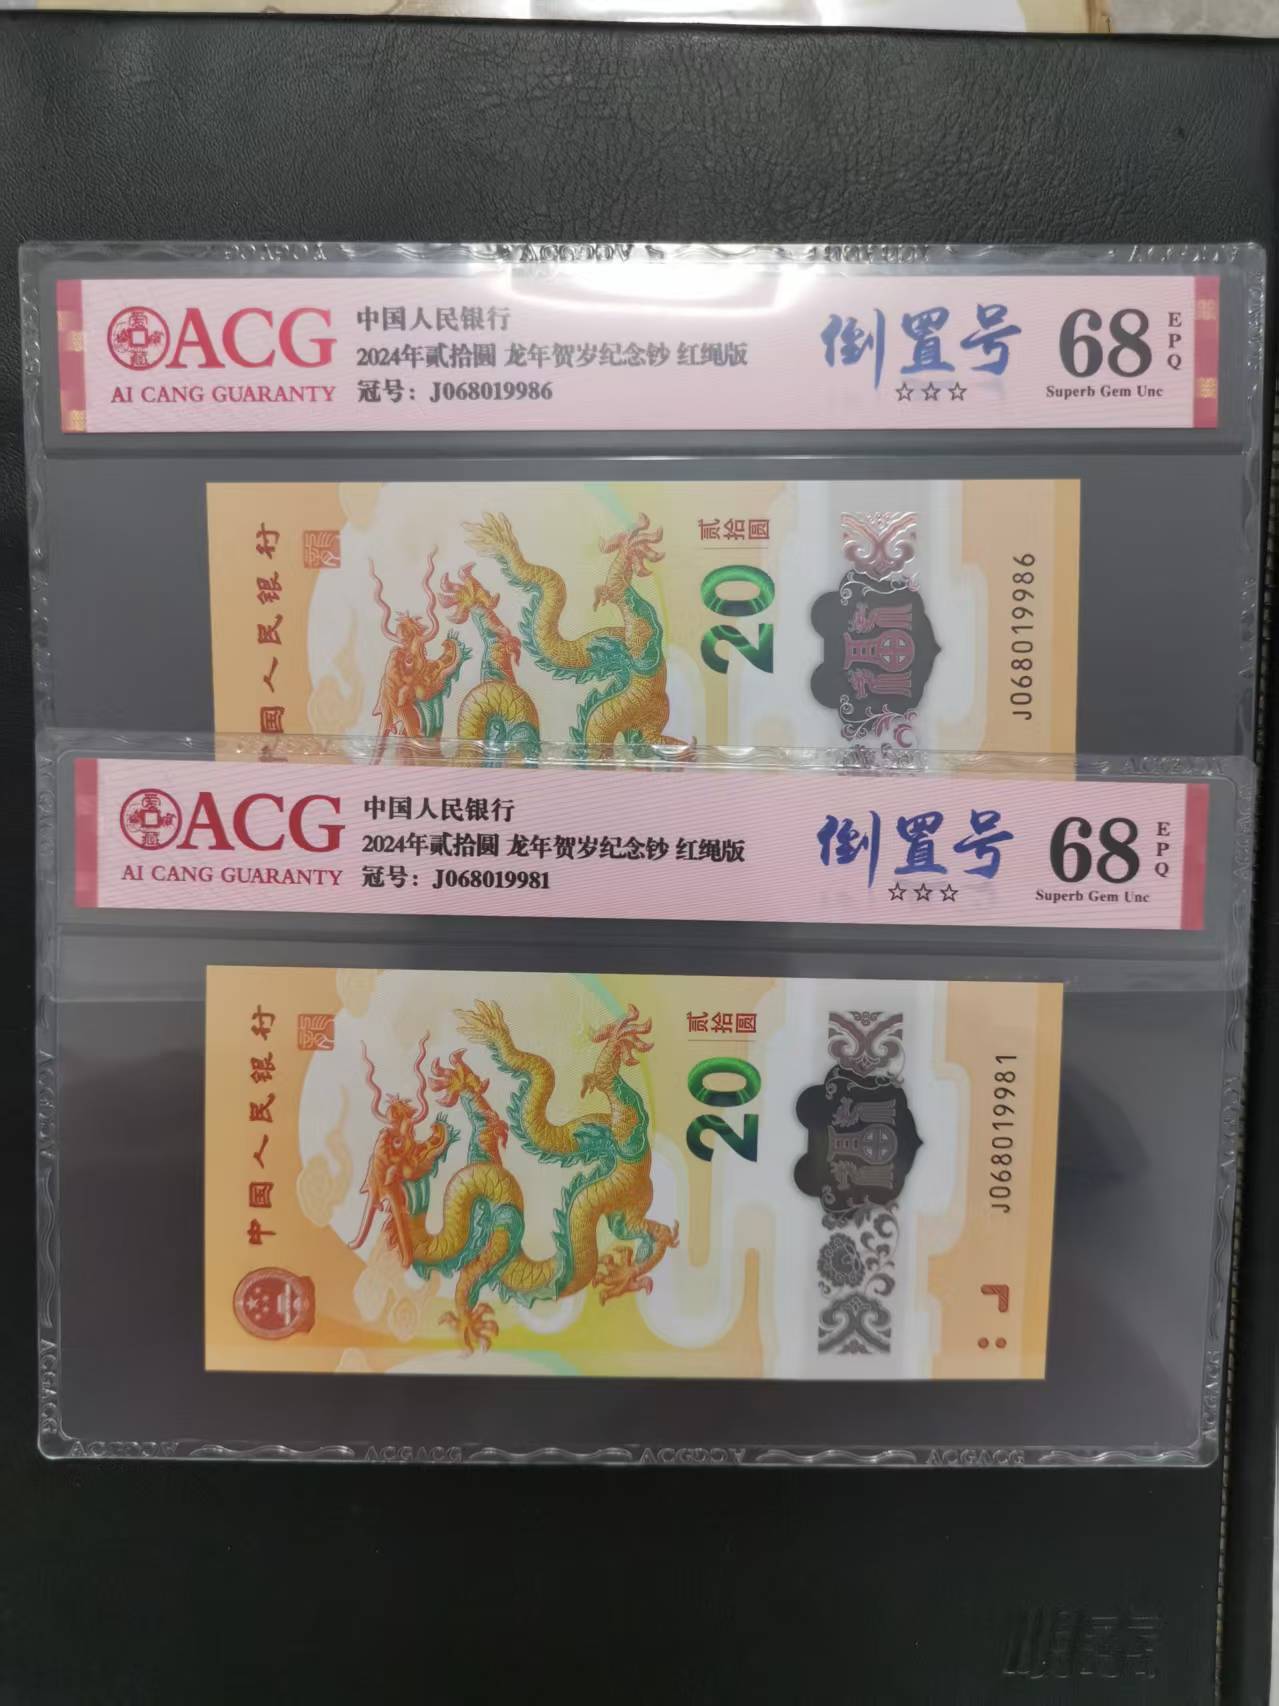 ACG
AI CANG GUARANTY
中国人民银行
2024年贰拾圆 龙年贺岁纪念钞 红绳版
冠号：J068019986
倒置号
☆☆☆
68
EPQ
Superb Gem Unc
中国人民银行
贰拾圆
20
福
J068019986
ACG
AI CANG GUARANTY
中国人民银行
2024年贰拾圆 龙年贺岁纪念钞 红绳版
冠号：J068019981
倒置号
☆☆☆
68
EPQ
Superb Gem Unc
中国人民银行
贰拾圆
20
福
J068019981
ACGACG
ACGACG